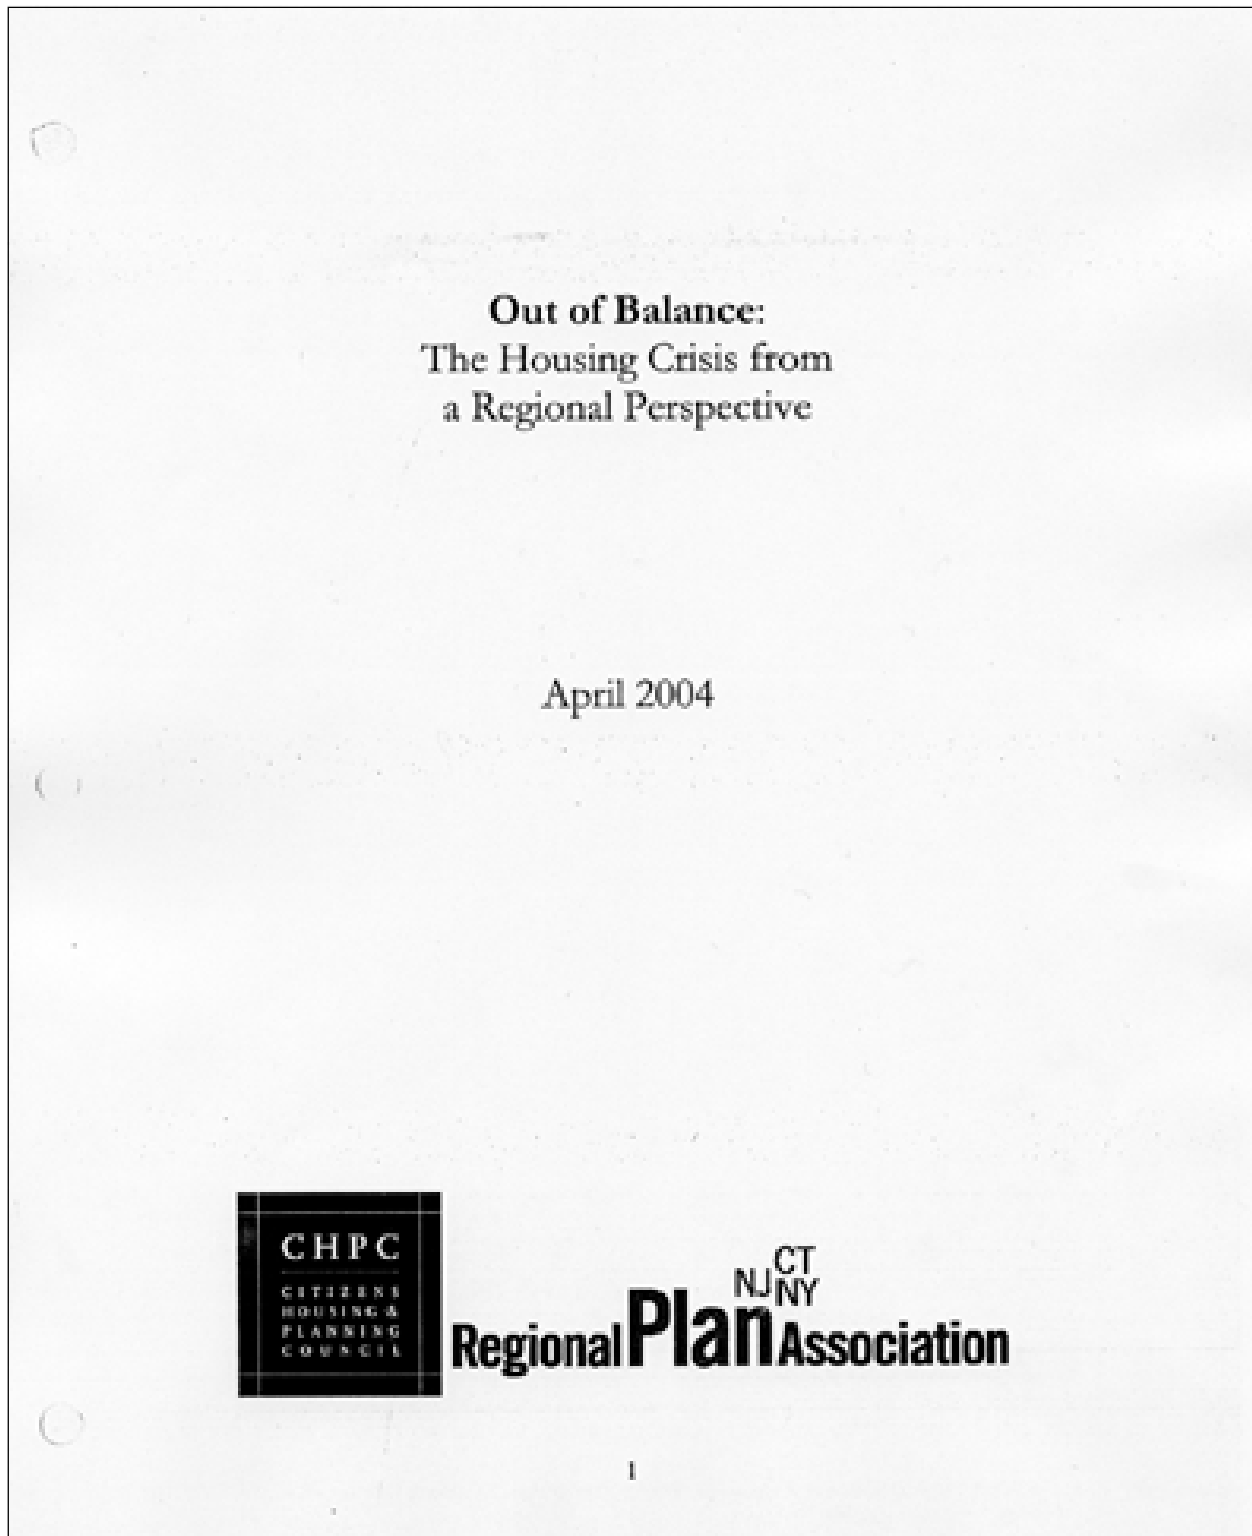 Out of Balance:
The Housing Crisis from
a Regional Perspective
April 2004
CHPC
CITIZENS
HOUSING &
PLANNING
COUNCIL
CT
NJ NY
Regional Plan Association
1